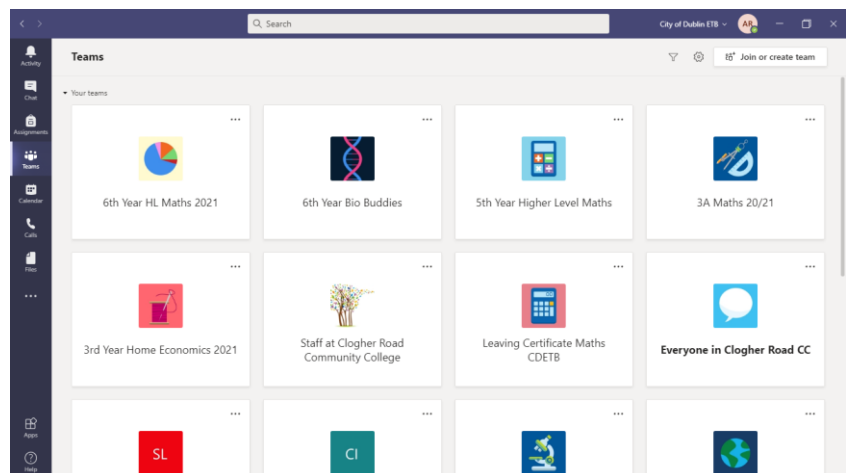 Search
City of Dublin ETB
AR
Activity
Chat
Assignments
Teams
Calendar
Calls
Files
Apps
Help
Teams
Join or create team
Your teams
6th Year HL Maths 2021
6th Year Bio Buddies
5th Year Higher Level Maths
3A Maths 20/21
3rd Year Home Economics 2021
Staff at Clogher Road
Community College
Leaving Certificate Maths
CDETB
Everyone in Clogher Road CC
SL
CI